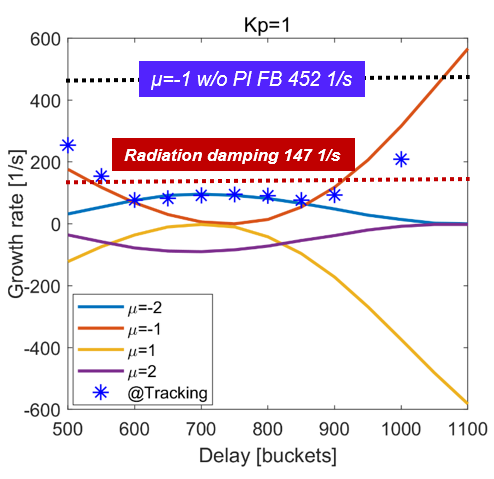 Kp=1
600
μ=-1 w/o PI FB 452 1/s
400
Radiation damping 147 1/s
200
0
-200
-400
-600
Growth rate [1/s]
μ=-2
μ=-1
μ=1
μ=2
@Tracking
500 600 700 800 900 1000 1100
Delay [buckets]